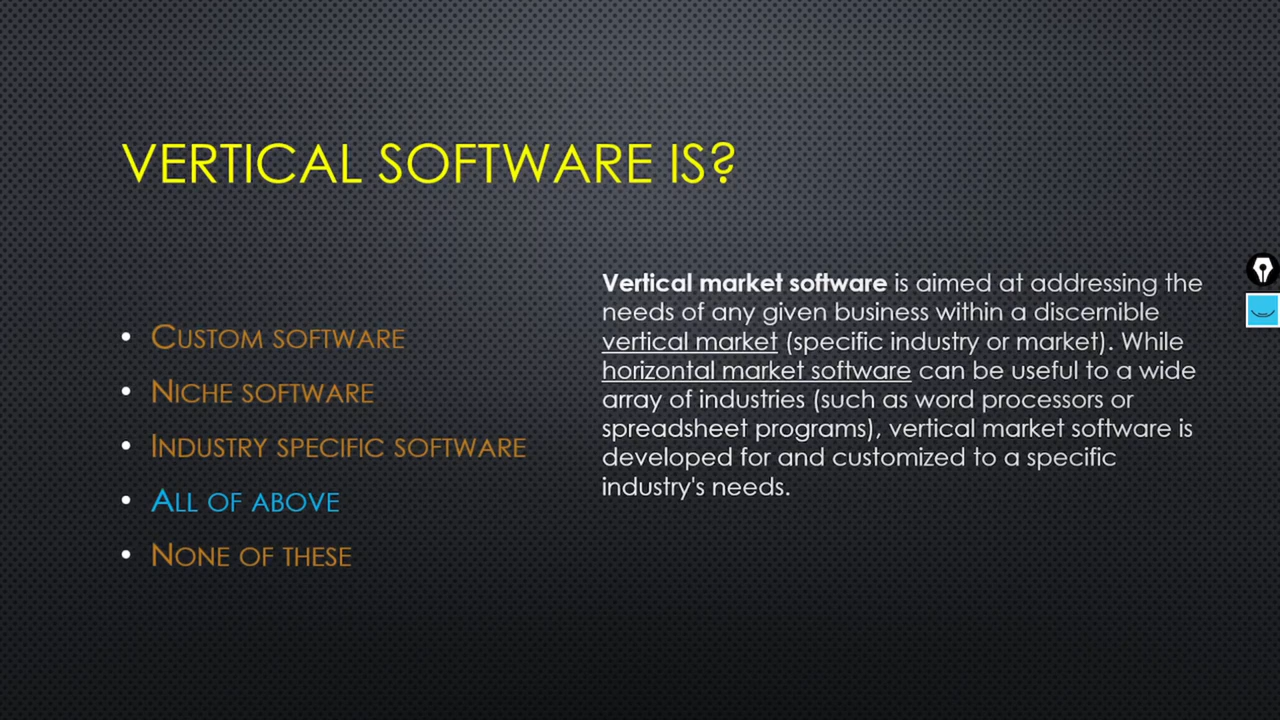 VERTICAL SOFTWARE IS?
• CUSTOM SOFTWARE
• NICHE SOFTWARE
• INDUSTRY SPECIFIC SOFTWARE
• ALL OF ABOVE
• NONE OF THESE
Vertical market software is aimed at addressing the
needs of any given business within a discernible
vertical market (specific industry or market). While
horizontal market software can be useful to a wide
array of industries (such as word processors or
spreadsheet programs), vertical market software is
developed for and customized to a specific
industry's needs.